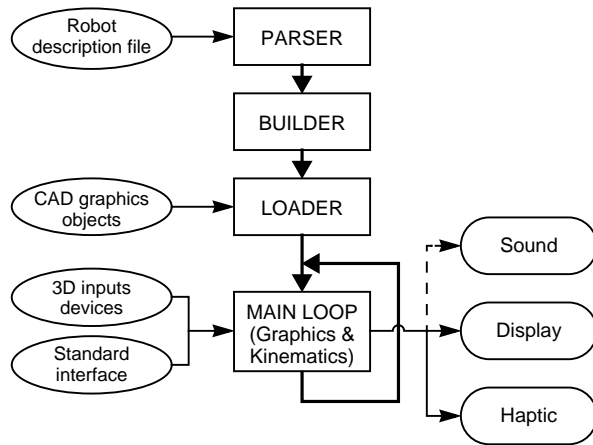 Robot
description file
PARSER
BUILDER
CAD graphics
objects
LOADER
Sound
3D inputs
devices
MAIN LOOP
(Graphics &
Kinematics)
Display
Standard
interface
Haptic